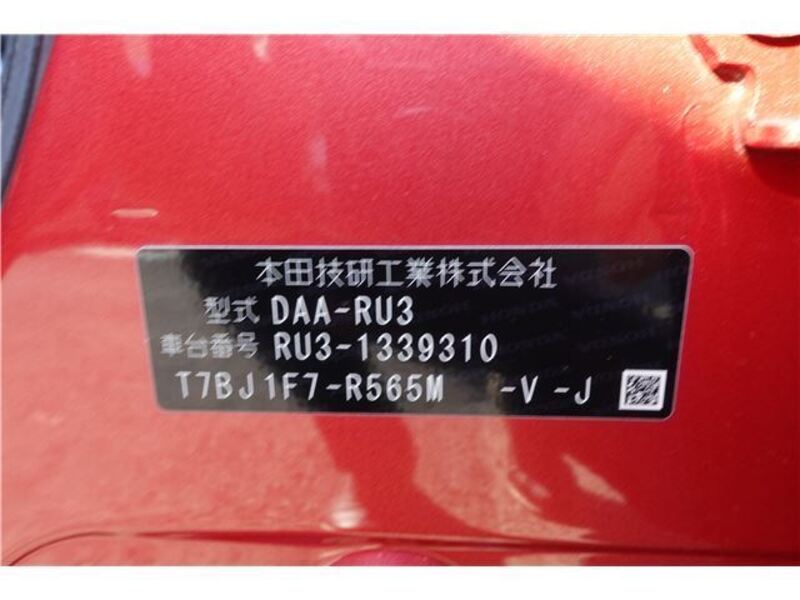 本田技研工業株式会社
型式 DAA-RU3
車台番号 RU3-1339310
T7BJ1F7-R565M -V -J